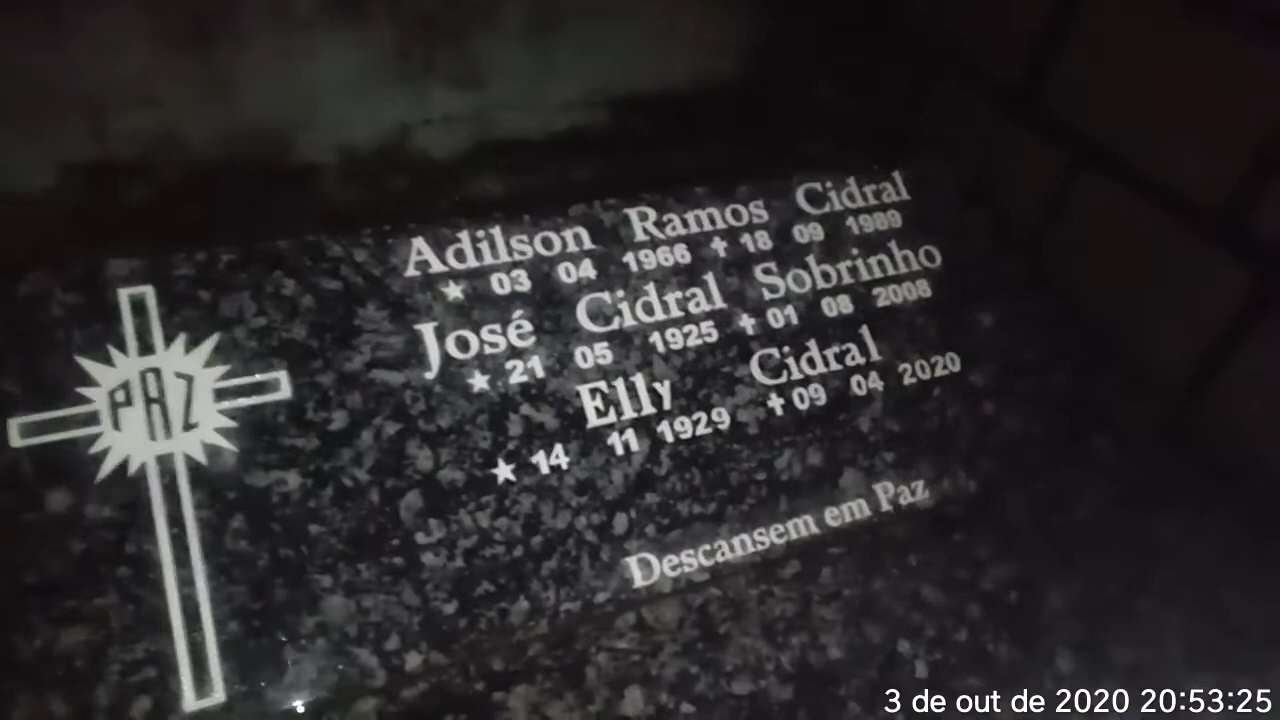 PAZ
Adilson Ramos Cidral
★ 03 04 1966 ✝ 18 09 1989
José Cidral Sobrinho
★ 21 05 1925 ✝ 01 08 2008
Elly Cidral
★ 14 11 1929 ✝ 09 04 2020
Descansem em Paz
3 de out de 2020 20:53:25